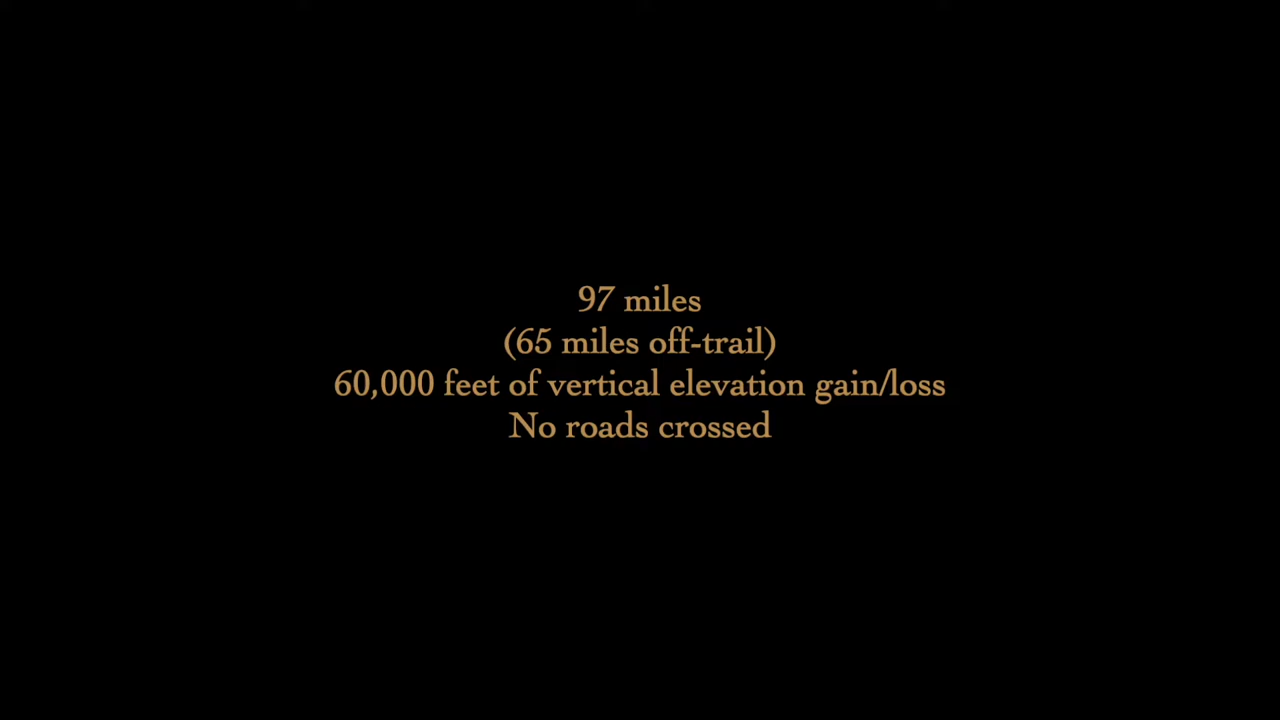 97 miles
(65 miles off-trail)
60,000 feet of vertical elevation gain/loss
No roads crossed